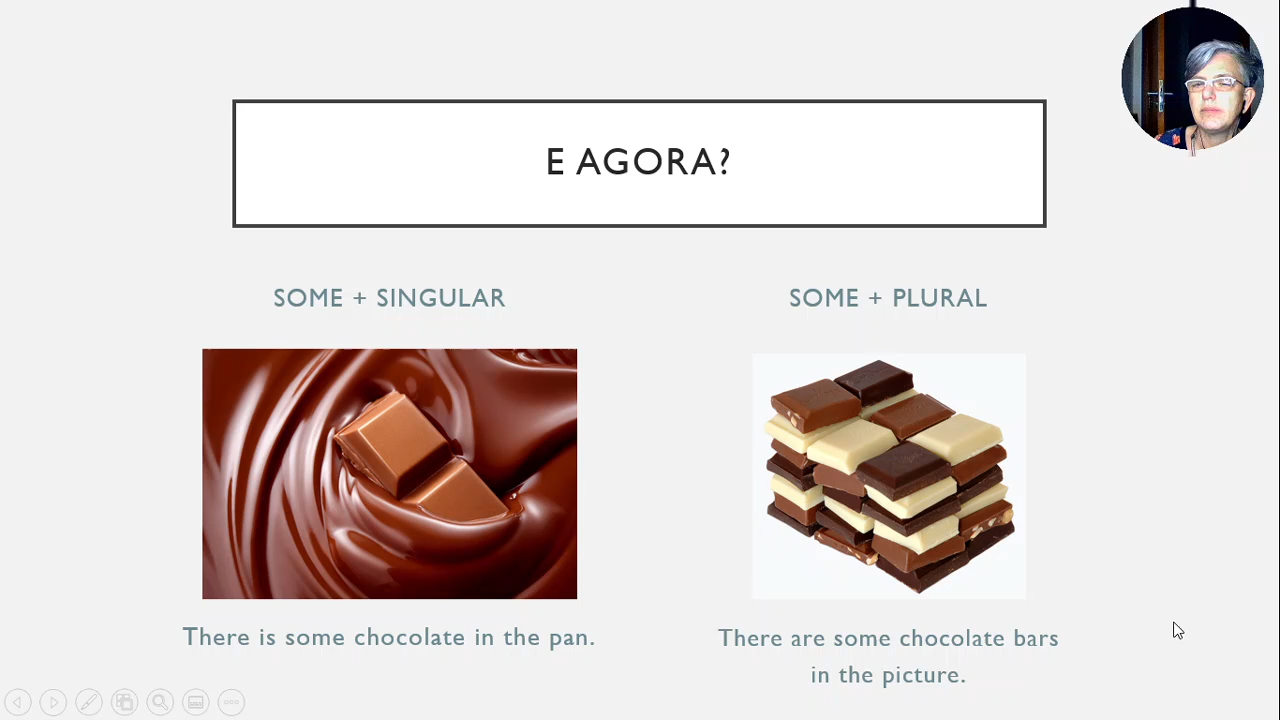 E AGORA?
SOME + SINGULAR
SOME + PLURAL
There is some chocolate in the pan.
There are some chocolate bars
in the picture.